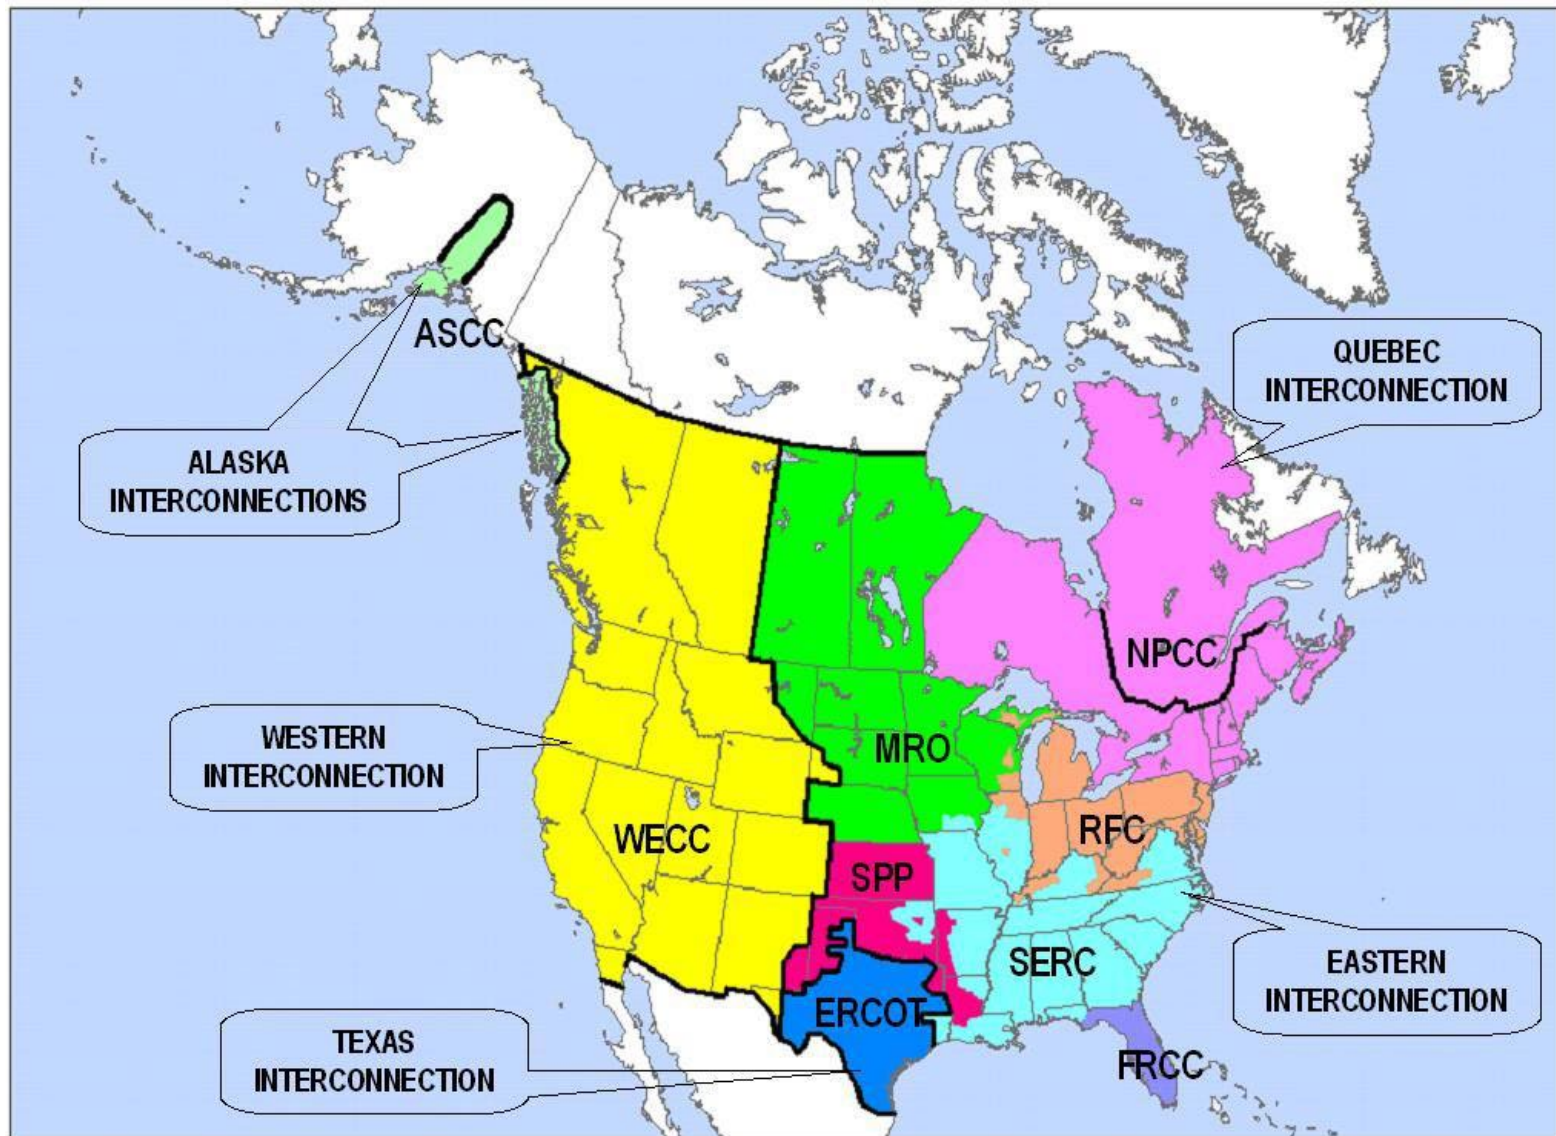 ASCC
QUEBEC
INTERCONNECTION
ALASKA
INTERCONNECTIONS
NPCC
WESTERN
INTERCONNECTION
MRO
WECC
RFC
SPP
SERC
EASTERN
INTERCONNECTION
ERCOT
TEXAS
INTERCONNECTION
FRCC